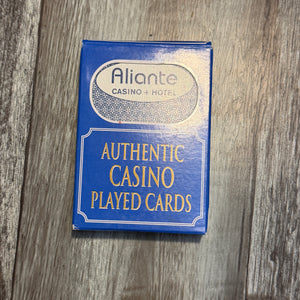 Aliante
CASINO + HOTEL
AUTHENTIC
CASINO
PLAYED CARDS